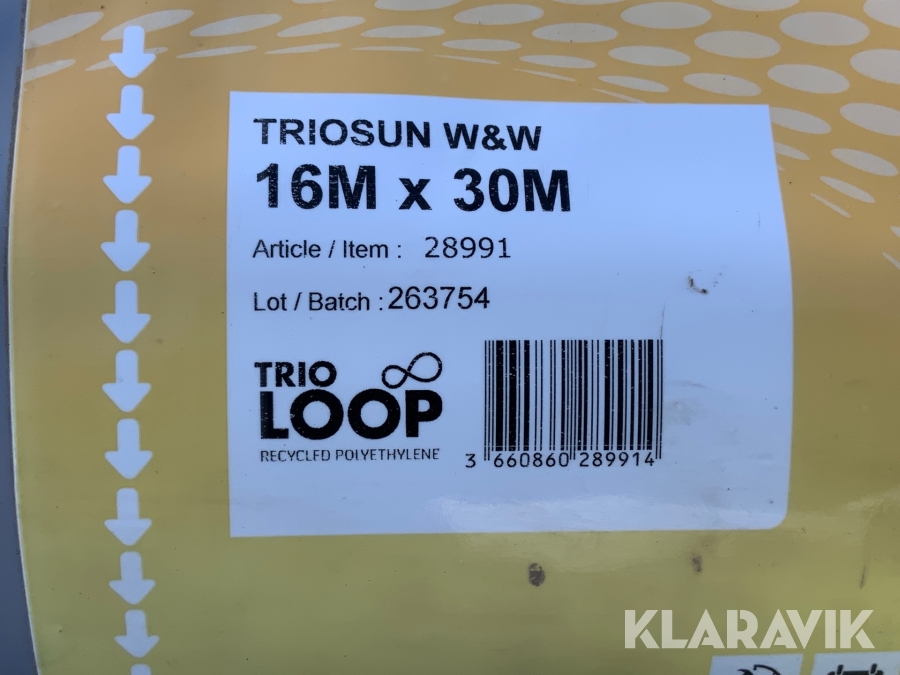 TRIOSUN W&W
16M x 30M
Article / Item : 28991
Lot / Batch : 263754
TRIO
LOOP
RECYCLED POLYETHYLENE
3 660860 289914
KLARAVIK